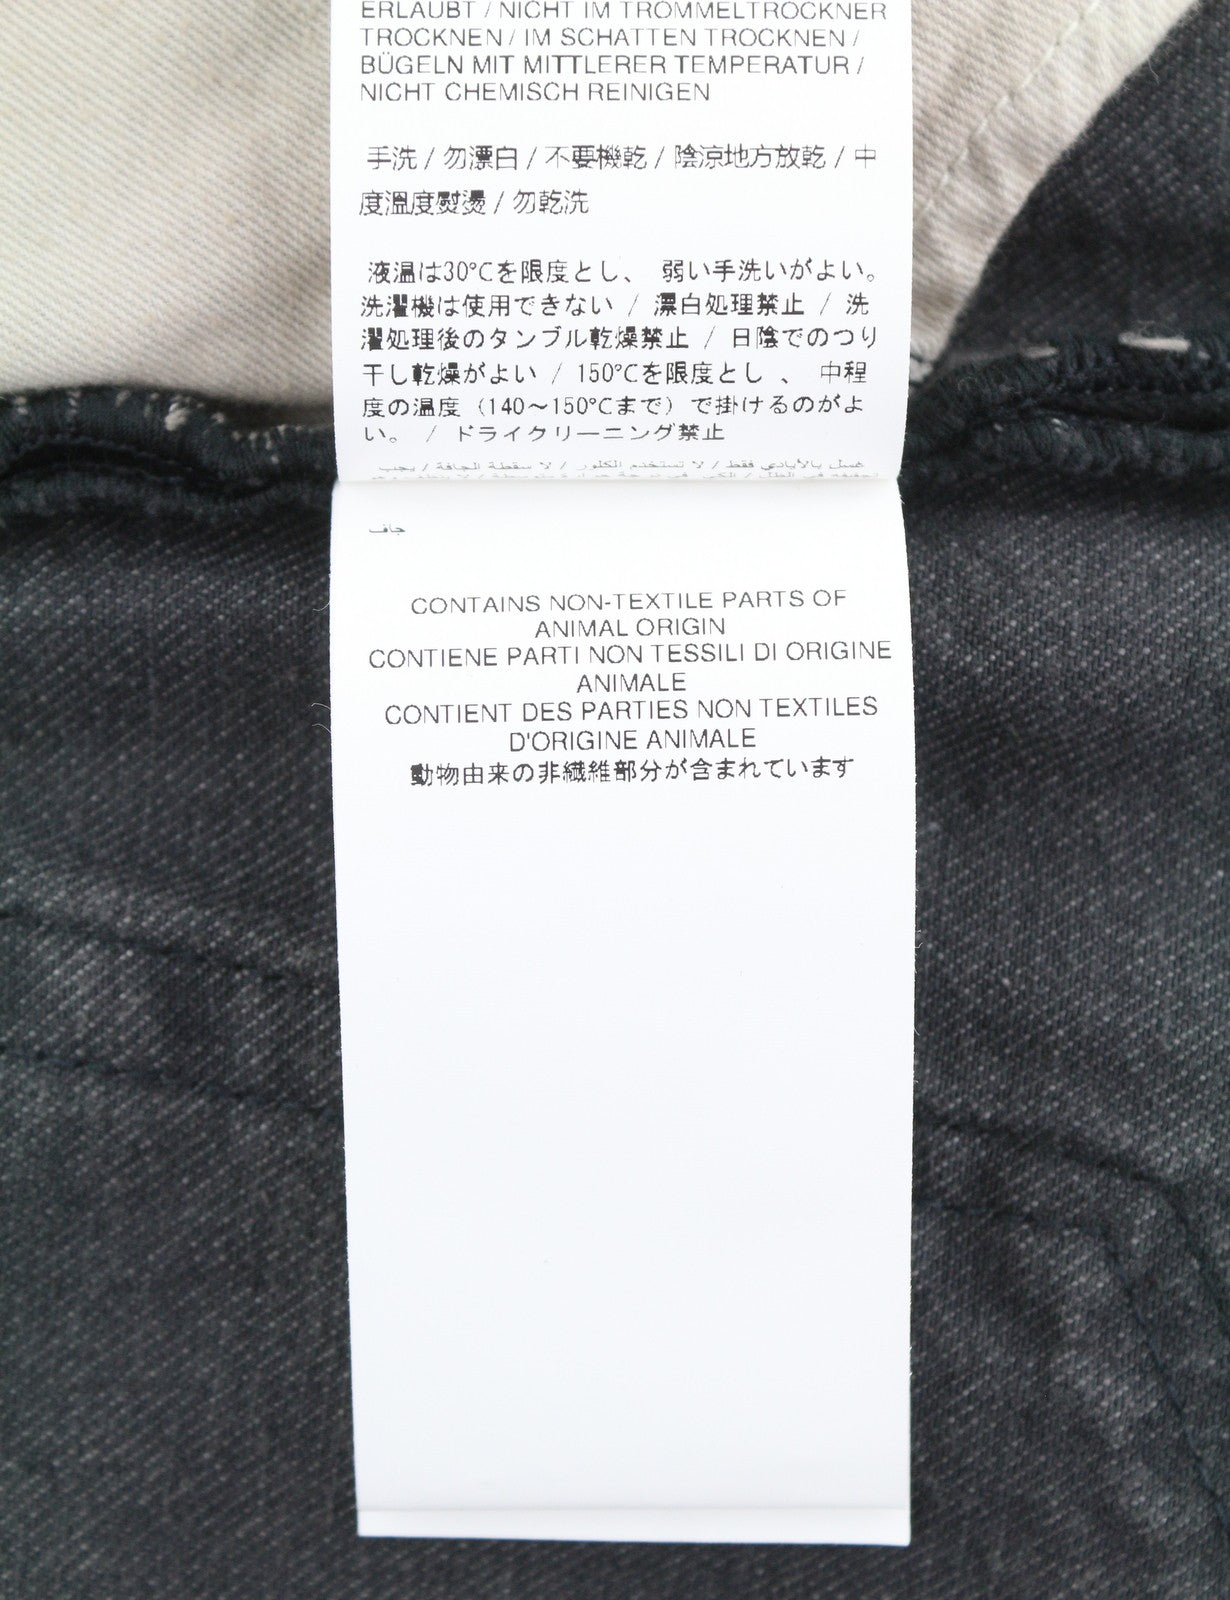 ERLAUBT / NICHT IM TROMMELTROCKNER
TROCKNEN / IM SCHATTEN TROCKNEN /
BÜGELN MIT MITTLERER TEMPERATUR /
NICHT CHEMISCH REINIGEN
手洗 / 勿漂白 / 不要機乾 / 陰涼地方放乾 / 中
度溫度熨燙 / 勿乾洗
液温は30℃を限度とし、 弱い手洗いがよい。
洗濯機は使用できない / 漂白処理禁止 / 洗
濯処理後のタンブル乾燥禁止 / 日陰でのつり
干し乾燥がよい / 150℃を限度とし 、 中程
度の温度（140～150℃まで）で掛けるのがよ
い。 / ドライクリーニング禁止
غسل بالأيادي فقط / لا تستخدم الكلور / لا
جاف
CONTAINS NON-TEXTILE PARTS OF
ANIMAL ORIGIN
CONTIENE PARTI NON TESSILI DI ORIGINE
ANIMALE
CONTIENT DES PARTIES NON TEXTILES
D'ORIGINE ANIMALE
動物由来の非繊維部分が含まれています